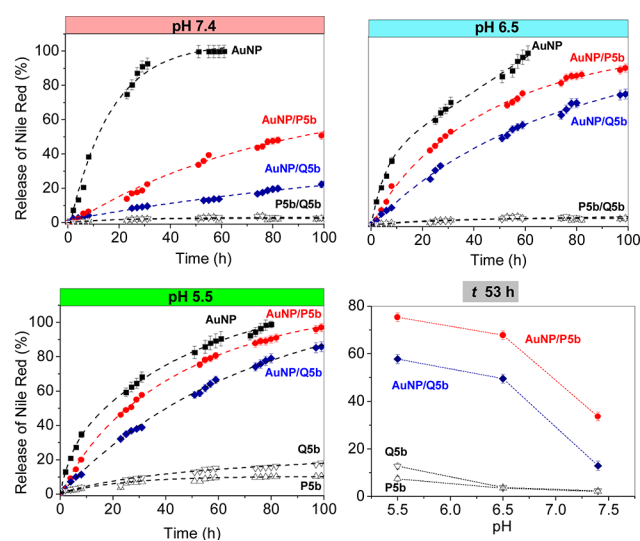 pH 7.4
Release of Nile Red (%)
100
80
60
40
20
0
AuNP
AuNP/P5b
AuNP/Q5b
P5b/Q5b
0 20 40 60 80 100
Time (h)
pH 6.5
AuNP
AuNP/P5b
AuNP/Q5b
P5b/Q5b
0 20 40 60 80 100
Time (h)
pH 5.5
Release of Nile Red (%)
100
80
60
40
20
0
AuNP
AuNP/P5b
AuNP/Q5b
Q5b
P5b
0 20 40 60 80 100
Time (h)
t 53 h
80
60
40
20
0
AuNP/P5b
AuNP/Q5b
Q5b
P5b
5.5 6.0 6.5 7.0 7.5
pH